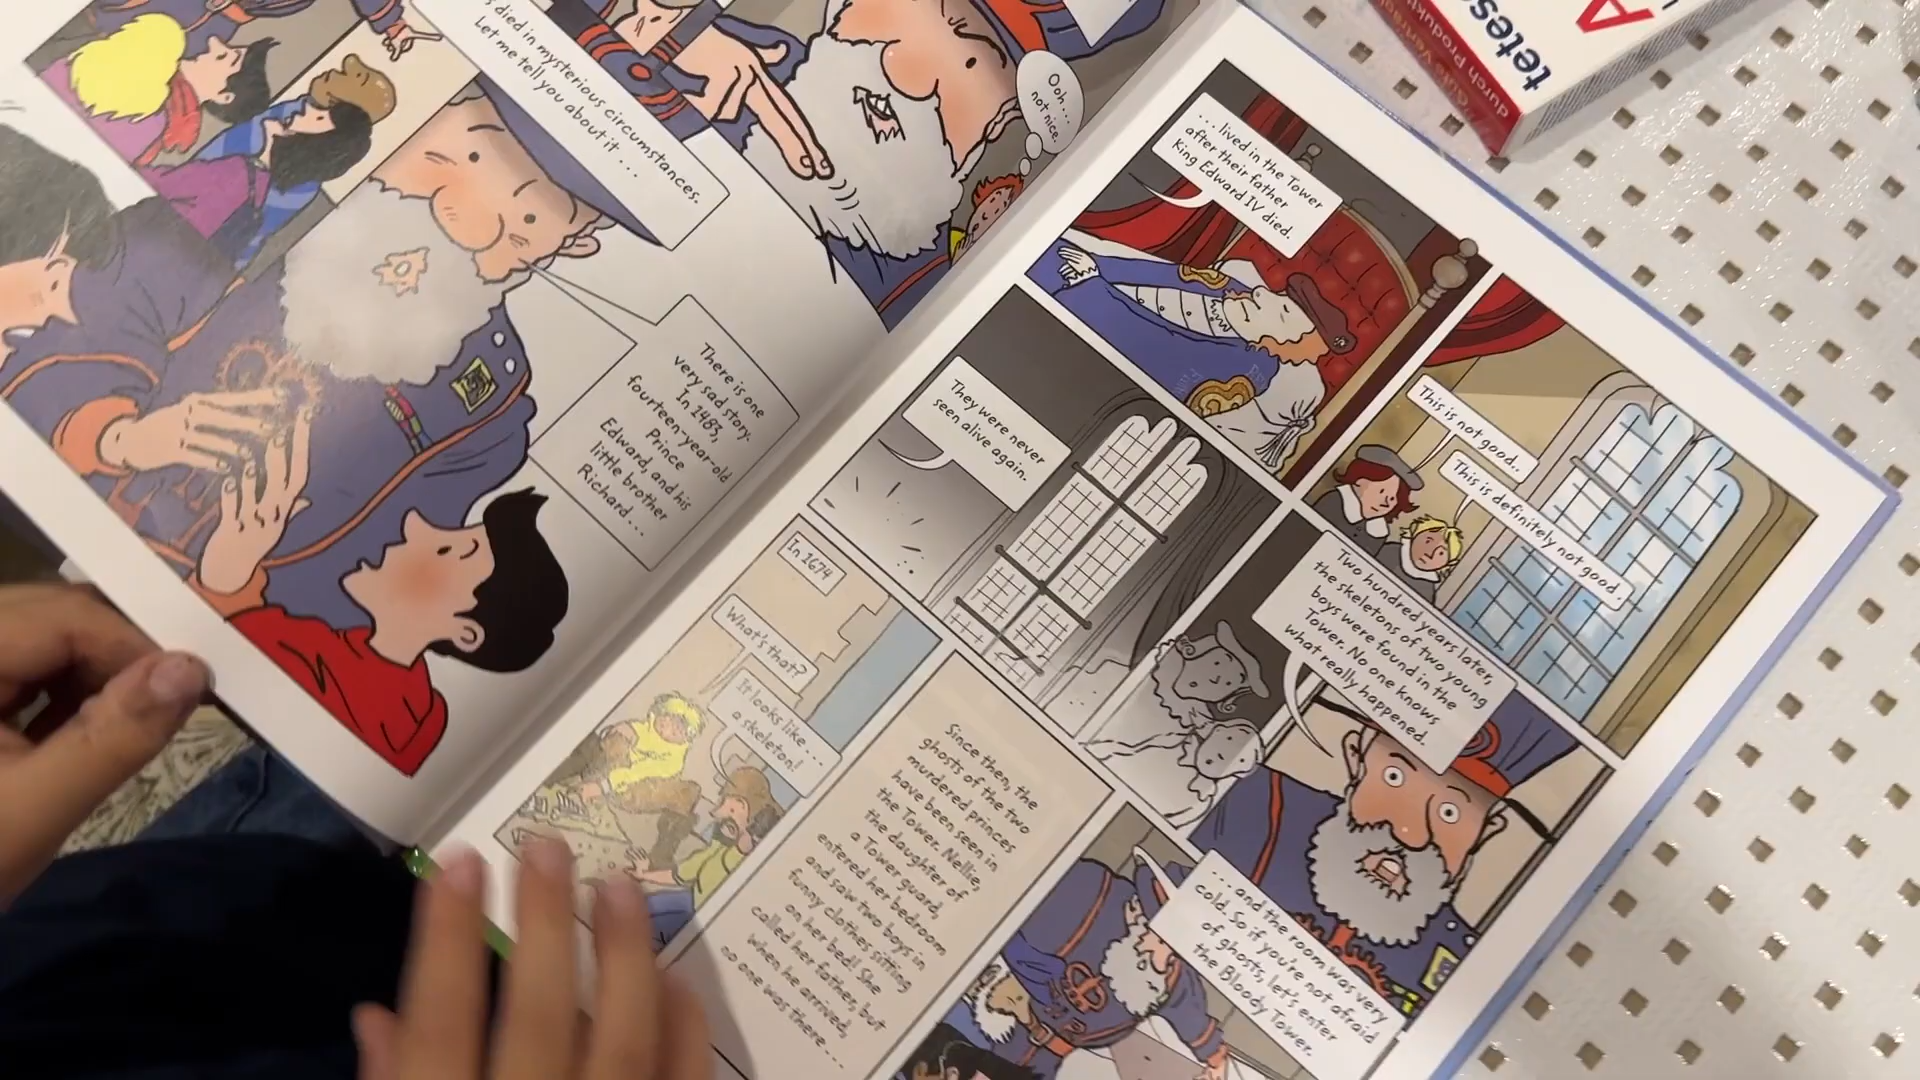 died in mysterious circumstances.
Let me tell you about it ...
Ooh...
not nice.
There is one
very sad story.
In 1483,
fourteen-year-old
Prince
Edward, and his
little brother
Richard ...
... lived in the Tower
after their father
King Edward IV died.
This is not good..
This is definitely not good.
They were never
seen alive again.
Two hundred years later,
the skeletons of two young
boys were found in the
Tower. No one knows
what really happened.
In 1674
What's that?
It looks like...
a skeleton!
Since then, the
ghosts of the two
murdered princes
have been seen in
the Tower. Nellie,
the daughter of
a Tower guard,
entered her bedroom
and saw two boys in
funny clothes sitting
on her bed! She
called her father, but
when he arrived,
no one was there ...
... and the room was very
cold. So if you're not afraid
of ghosts, let's enter
the Bloody Tower.
durch Produkt